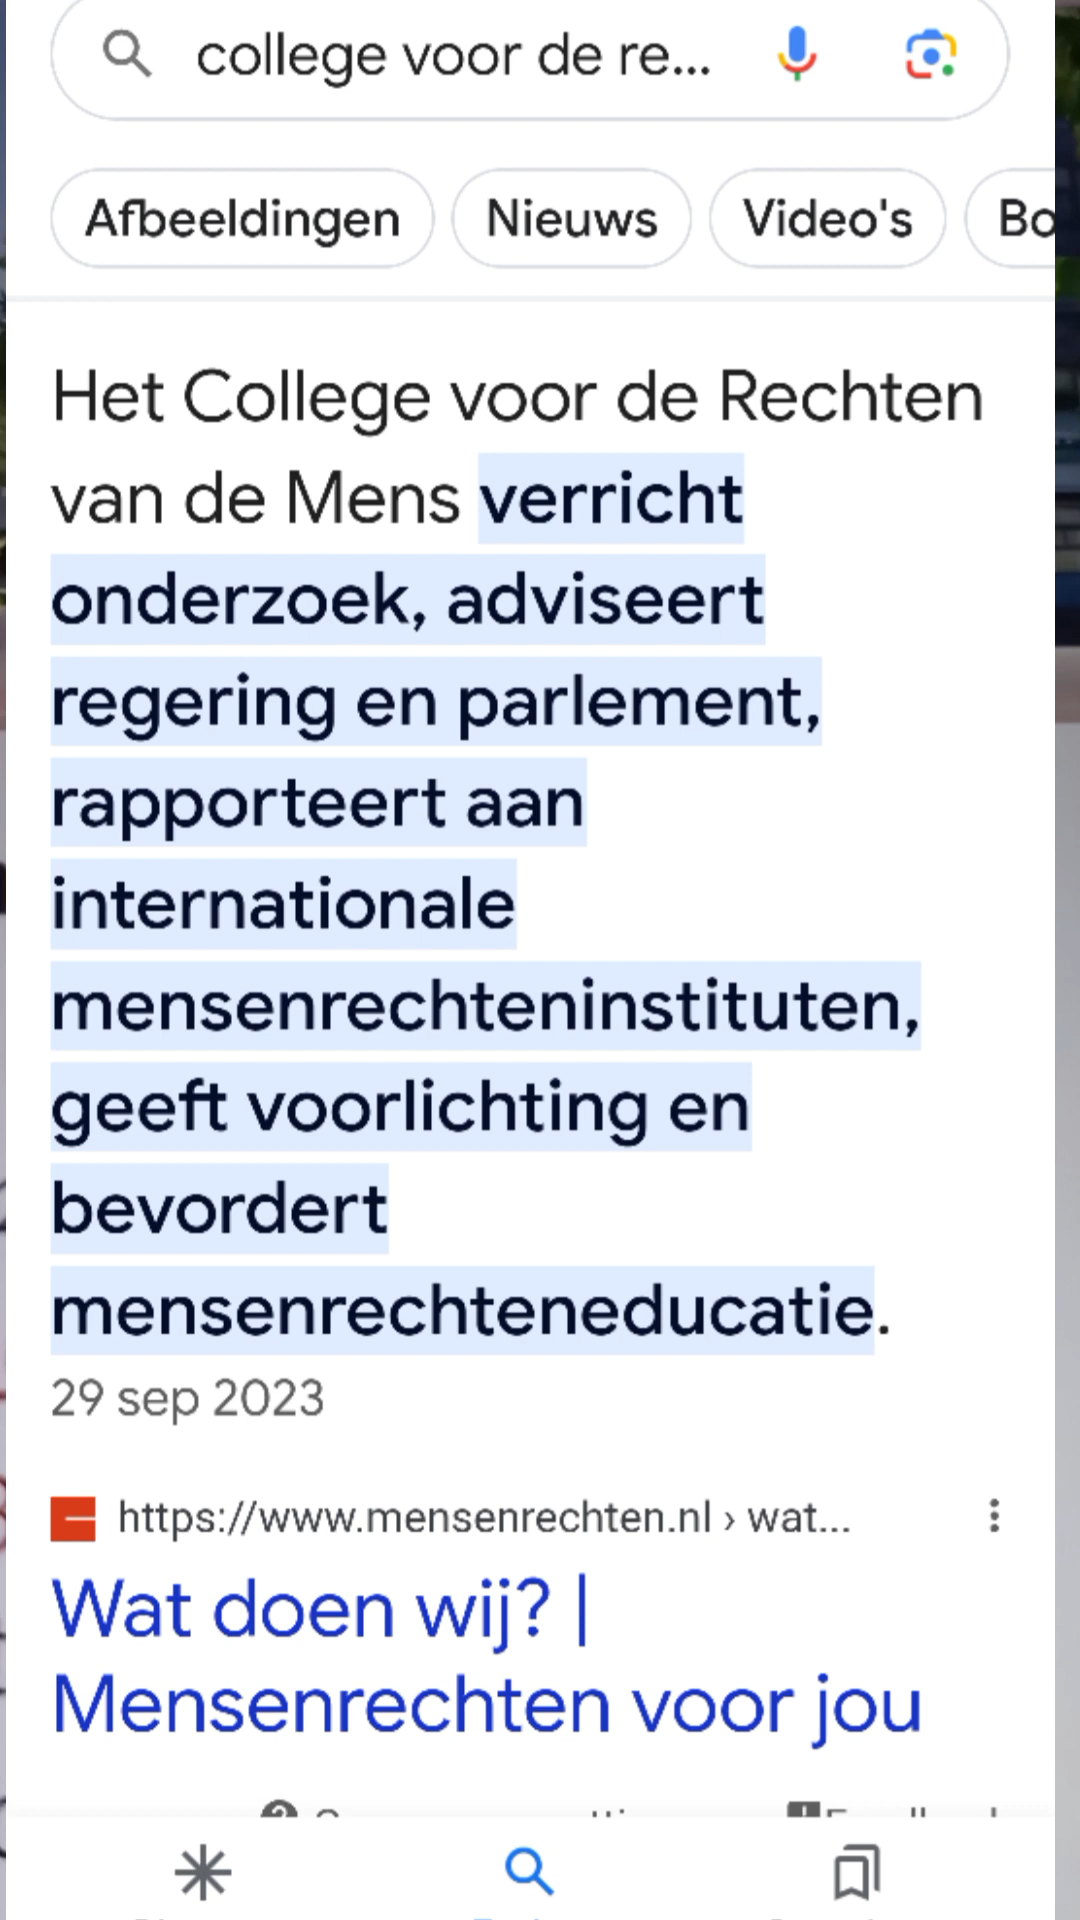 college voor de re...
Afbeeldingen Nieuws Video's Bo
Het College voor de Rechten
van de Mens verricht
onderzoek, adviseert
regering en parlement,
rapporteert aan
internationale
mensenrechteninstituten,
geeft voorlichting en
bevordert
mensenrechteneducatie.
29 sep 2023
https://www.mensenrechten.nl › wat...
Wat doen wij? |
Mensenrechten voor jou